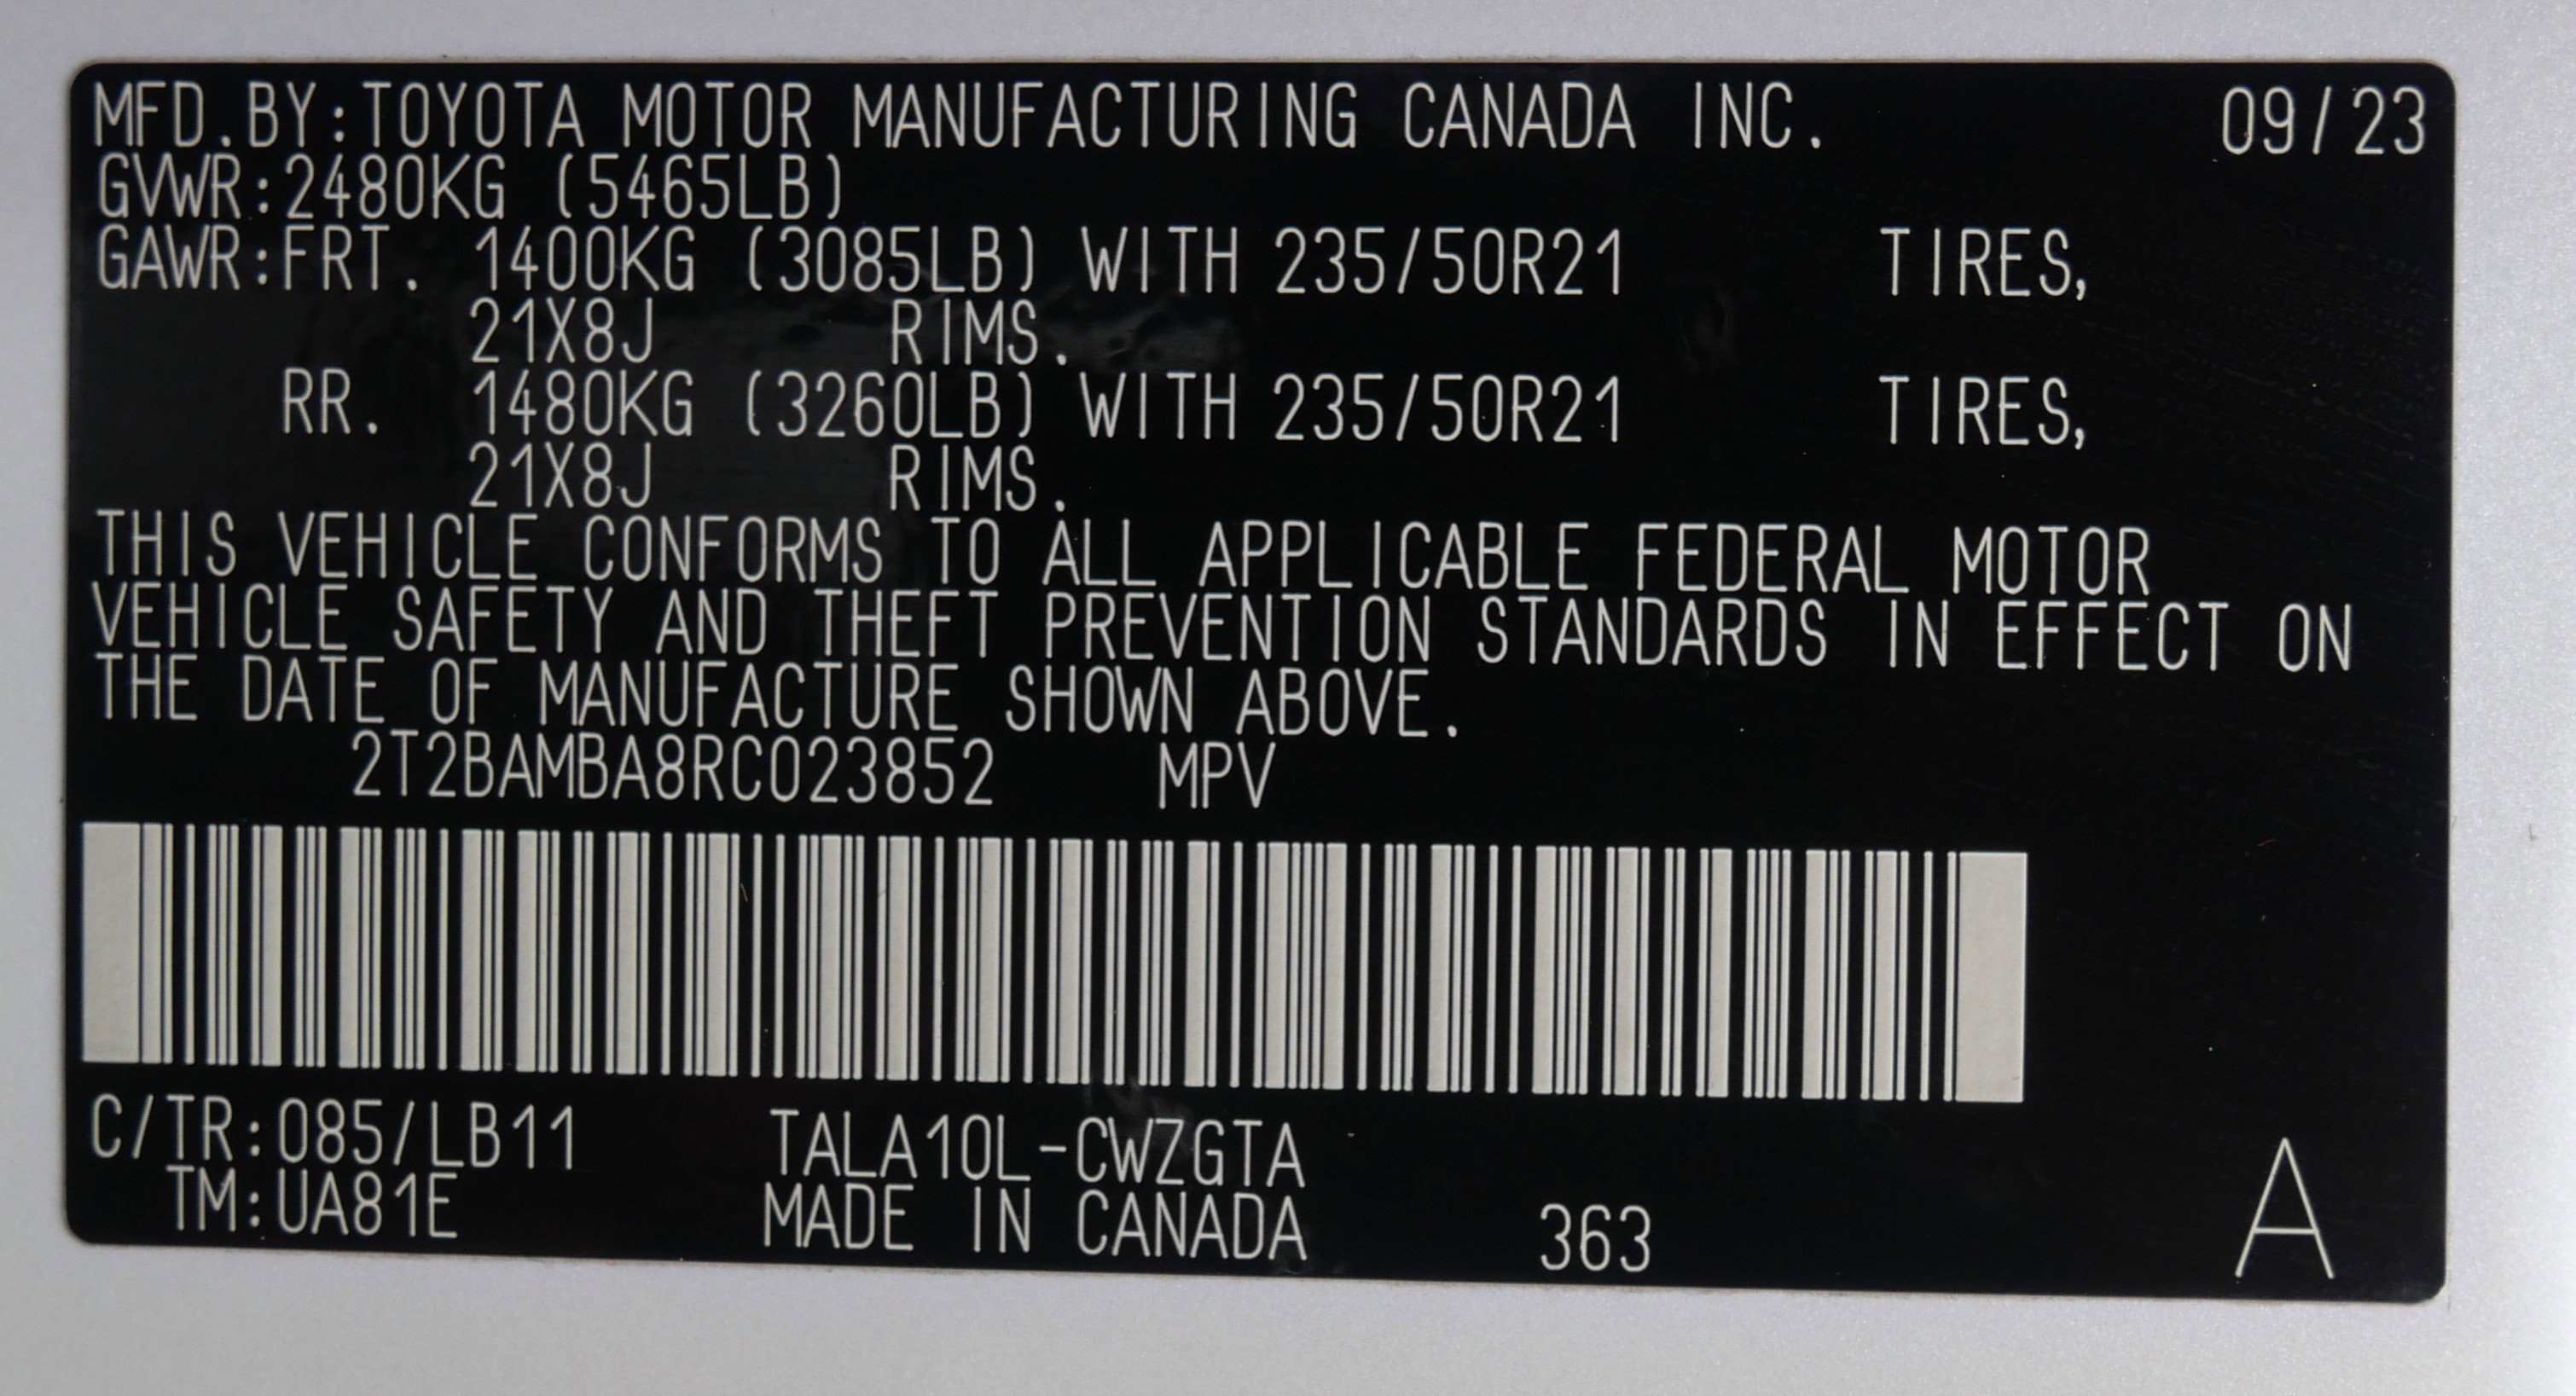 MFD.BY:TOYOTA MOTOR MANUFACTURING CANADA INC. 09/23
GVWR:2480KG (5465LB)
GAWR:FRT. 1400KG (3085LB) WITH 235/50R21 TIRES,
21X8J RIMS.
RR. 1480KG (3260LB) WITH 235/50R21 TIRES,
21X8J RIMS.
THIS VEHICLE CONFORMS TO ALL APPLICABLE FEDERAL MOTOR
VEHICLE SAFETY AND THEFT PREVENTION STANDARDS IN EFFECT ON
THE DATE OF MANUFACTURE SHOWN ABOVE.
2T2BAMBA8RC023852 MPV
C/TR:085/LB11 TALA10L-CWZGTA
TM:UA81E MADE IN CANADA 363 A